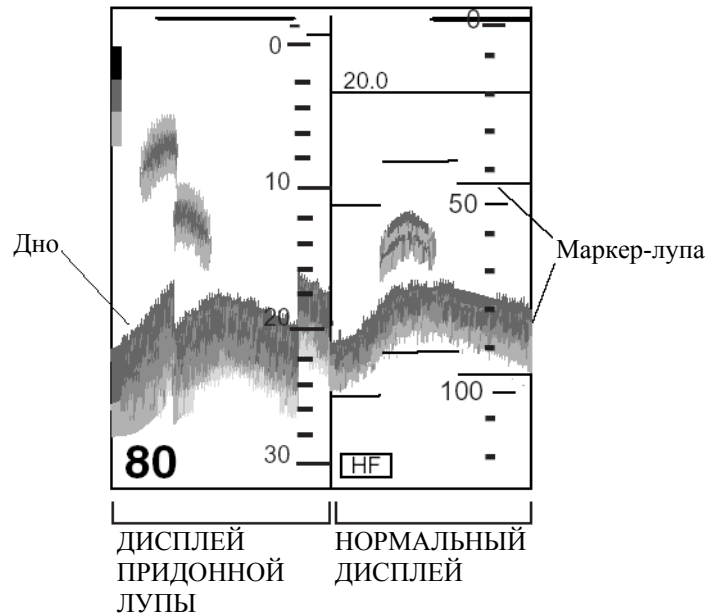 0
0
20.0
10
50
Дно
Маркер-лупа
20
100
80
30
HF
ДИСПЛЕЙ
ПРИДОННОЙ
ЛУПЫ
НОРМАЛЬНЫЙ
ДИСПЛЕЙ